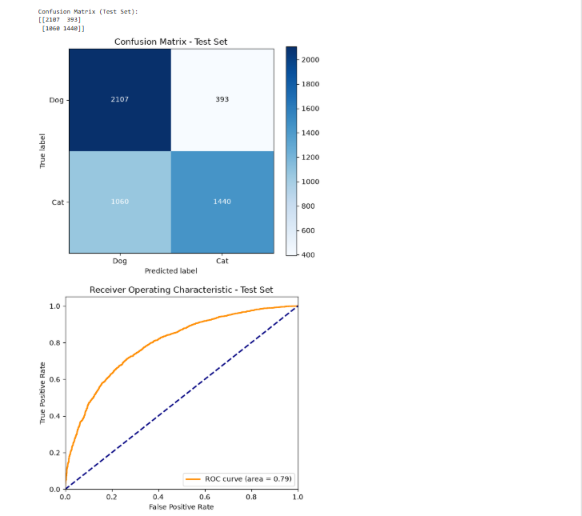 Confusion Matrix (Test Set):
[[2107 393]
[1060 1440]]
Confusion Matrix - Test Set
Dog
Cat
True label
2107 393
1060 1440
Dog Cat
Predicted label
2000
1800
1600
1400
1200
1000
800
600
400
Receiver Operating Characteristic - Test Set
1.0
0.8
0.6
0.4
0.2
0.0
True Positive Rate
ROC curve (area = 0.79)
0.0 0.2 0.4 0.6 0.8 1.0
False Positive Rate